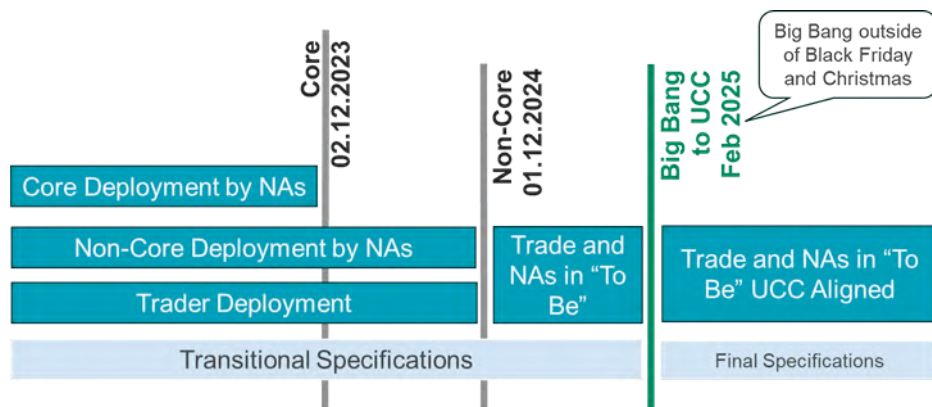 Big Bang outside
of Black Friday
and Christmas
Core
02.12.2023
Non-Core
01.12.2024
Big Bang
to UCC
Feb 2025
Core Deployment by NAs
Non-Core Deployment by NAs
Trade and
NAs in “To
Be”
Trade and NAs in “To
Be” UCC Aligned
Trader Deployment
Transitional Specifications
Final Specifications